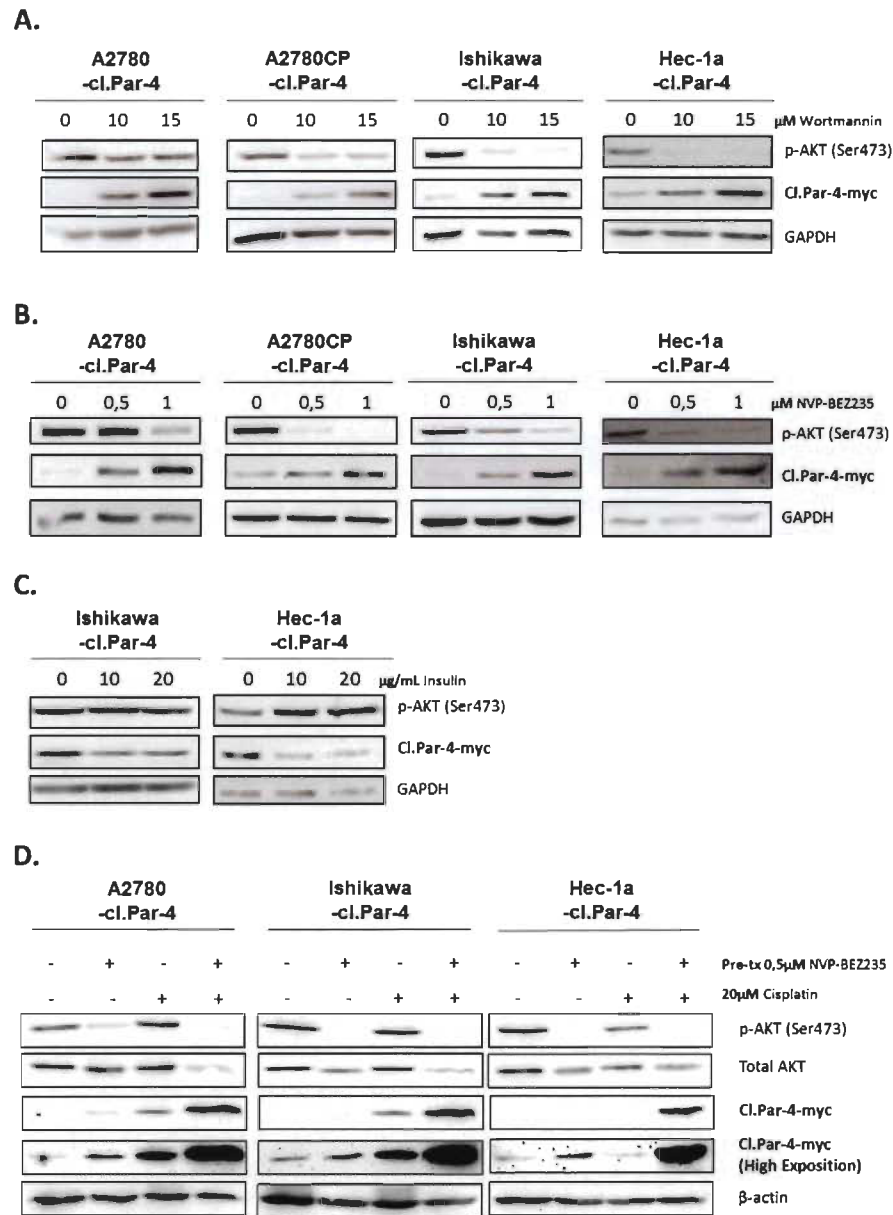 A.
A2780 A2780CP Ishikawa Hec-1a
-cl.Par-4 -cl.Par-4 -cl.Par-4 -cl.Par-4
0 10 15 0 10 15 0 10 15 0 10 15 µM Wortmannin
p-AKT (Ser473)
Cl.Par-4-myc
GAPDH
B.
A2780 A2780CP Ishikawa Hec-1a
-cl.Par-4 -cl.Par-4 -cl.Par-4 -cl.Par-4
0 0,5 1 0 0,5 1 0 0,5 1 0 0,5 1 µM NVP-BEZ235
p-AKT (Ser473)
Cl.Par-4-myc
GAPDH
C.
Ishikawa Hec-1a
-cl.Par-4 -cl.Par-4
0 10 20 0 10 20 µg/mL Insulin
p-AKT (Ser473)
Cl.Par-4-myc
GAPDH
D.
A2780 Ishikawa Hec-1a
-cl.Par-4 -cl.Par-4 -cl.Par-4
- + - + - + - + - + - + Pre-tx 0,5µM NVP-BEZ235
- - + + - - + + - - + + 20µM Cisplatin
p-AKT (Ser473)
Total AKT
Cl.Par-4-myc
Cl.Par-4-myc
(High Exposition)
β-actin